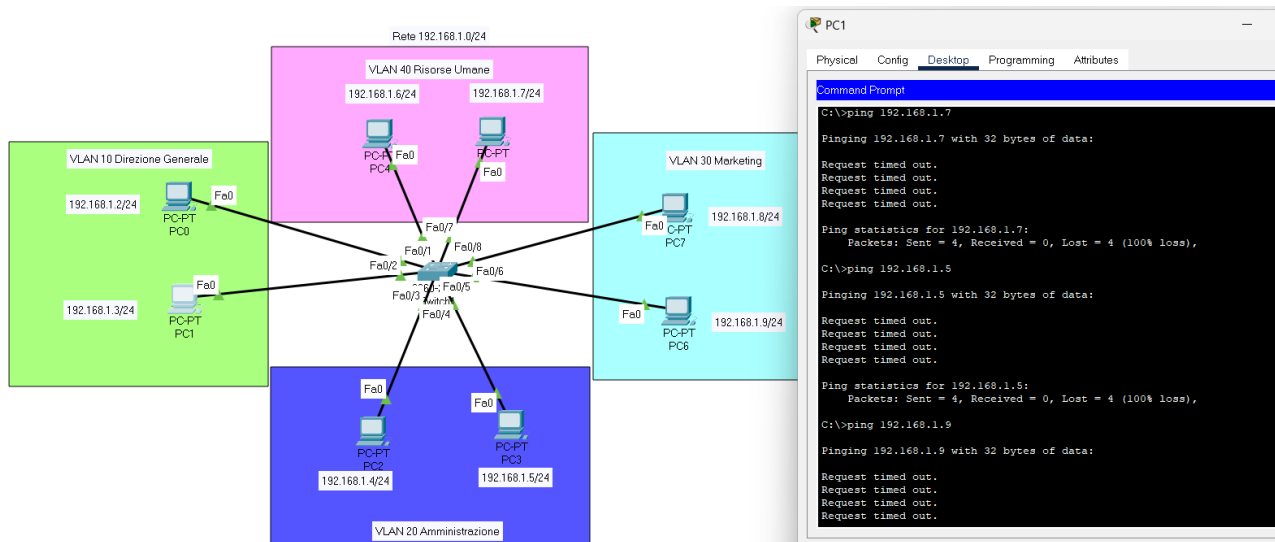 Rete 192.168.1.0/24
VLAN 40 Risorse Umane
192.168.1.6/24
192.168.1.7/24
PC4
Fa0
PC-PT
Fa0
VLAN 10 Direzione Generale
192.168.1.2/24
PC-PT
PC0
Fa0
192.168.1.3/24
PC-PT
PC1
Fa0
VLAN 30 Marketing
192.168.1.8/24
C-PT
PC7
Fa0
192.168.1.9/24
PC-PT
PC6
Fa0
Fa0/7
Fa0/1
Fa0/8
Fa0/2
Fa0/6
Fa0/5
Fa0/3
Fa0/4
Fa0
PC-PT
PC2
192.168.1.4/24
Fa0
PC-PT
PC3
192.168.1.5/24
VLAN 20 Amministrazione
PC1
Physical Config Desktop Programming Attributes
Command Prompt
C:\>ping 192.168.1.7
Pinging 192.168.1.7 with 32 bytes of data:
Request timed out.
Request timed out.
Request timed out.
Request timed out.
Ping statistics for 192.168.1.7:
Packets: Sent = 4, Received = 0, Lost = 4 (100% loss),
C:\>ping 192.168.1.5
Pinging 192.168.1.5 with 32 bytes of data:
Request timed out.
Request timed out.
Request timed out.
Request timed out.
Ping statistics for 192.168.1.5:
Packets: Sent = 4, Received = 0, Lost = 4 (100% loss),
C:\>ping 192.168.1.9
Pinging 192.168.1.9 with 32 bytes of data:
Request timed out.
Request timed out.
Request timed out.
Request timed out.